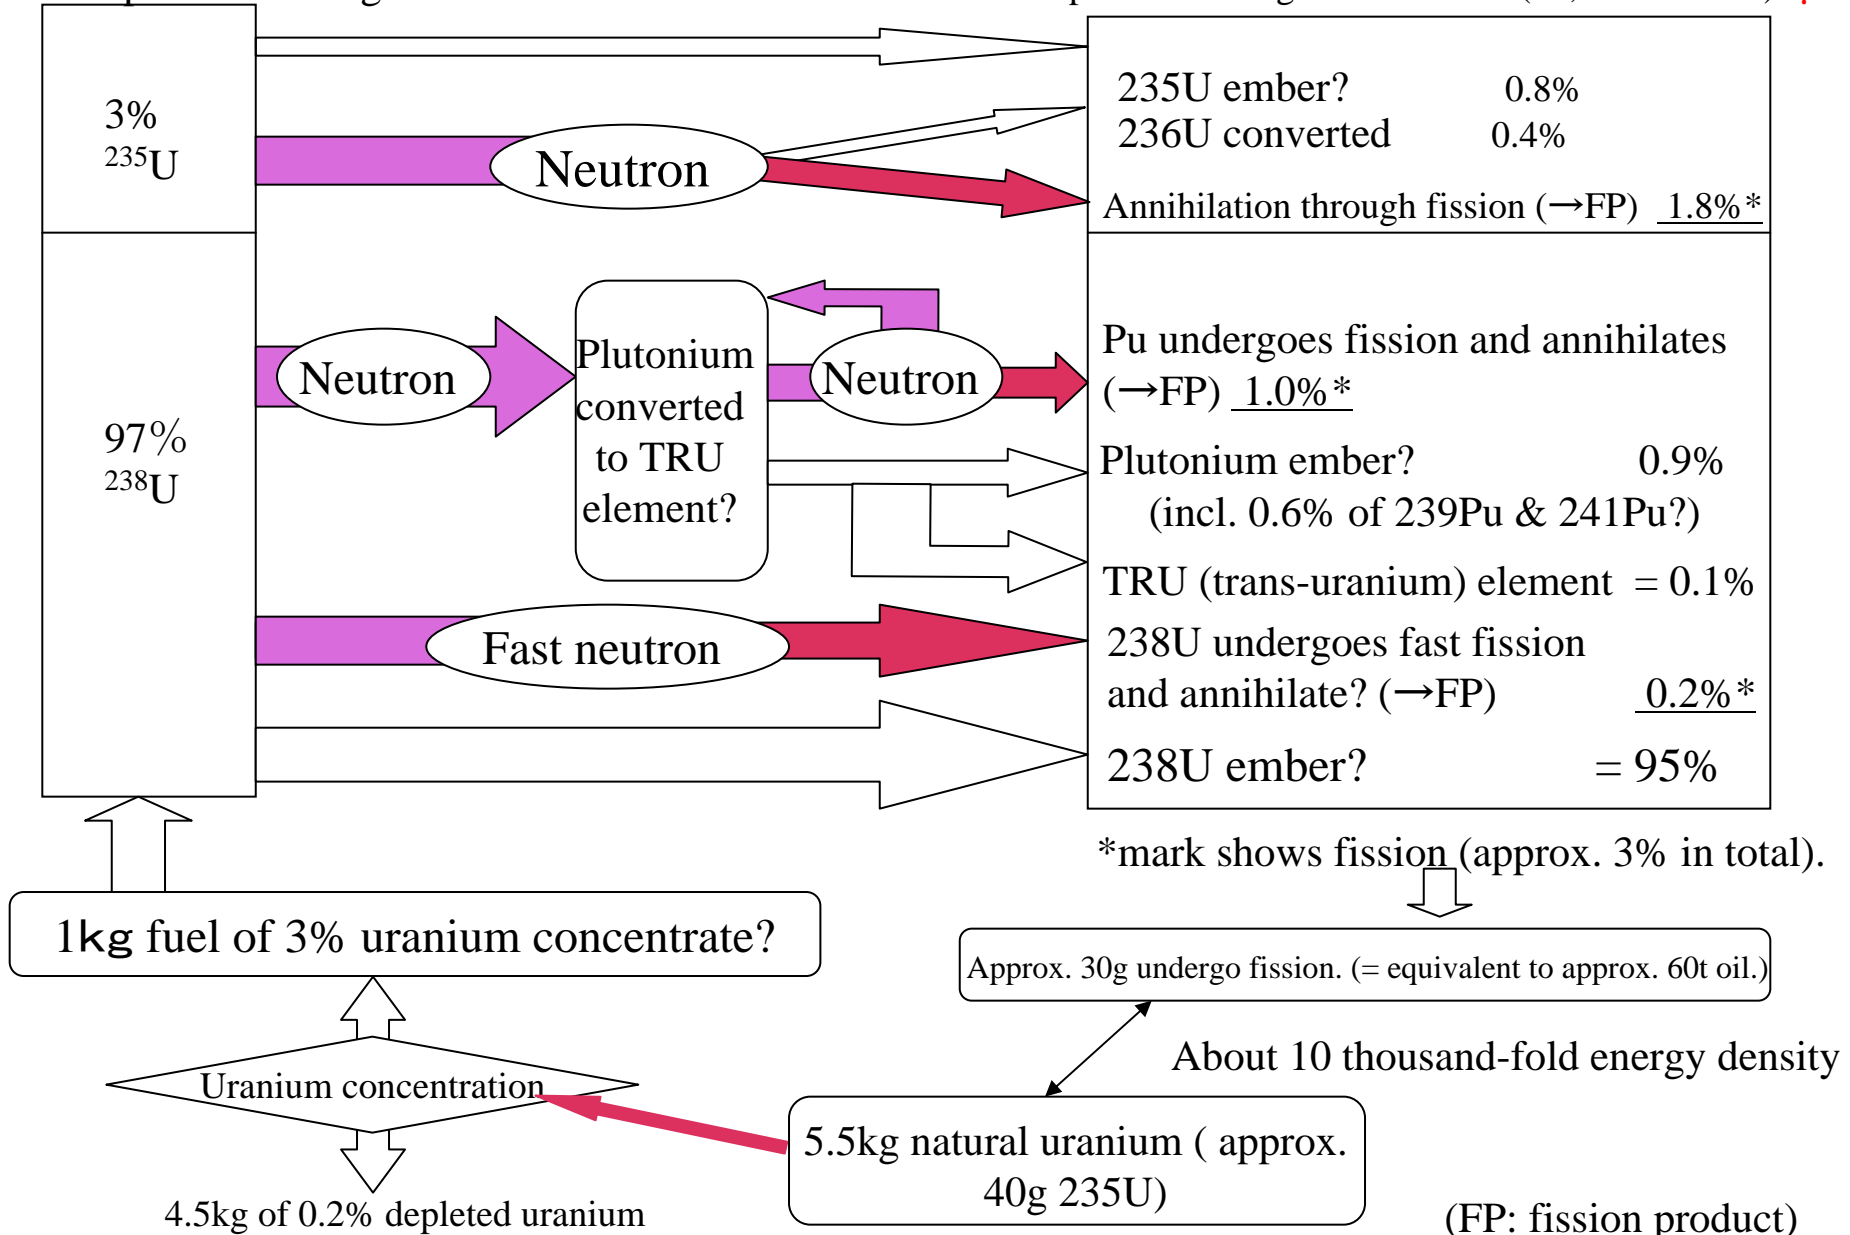 3%
235U
97%
238U
Neutron
Neutron
Plutonium
converted
to TRU
element?
Neutron
Fast neutron
235U ember? 0.8%
236U converted 0.4%
Annihilation through fission (→FP) 1.8%*
Pu undergoes fission and annihilates
(→FP) 1.0%*
Plutonium ember? 0.9%
(incl. 0.6% of 239Pu & 241Pu?)
TRU (trans-uranium) element = 0.1%
238U undergoes fast fission
and annihilate? (→FP) 0.2%*
238U ember? = 95%
*mark shows fission (approx. 3% in total).
1kg fuel of 3% uranium concentrate?
Approx. 30g undergo fission. (= equivalent to approx. 60t oil.)
About 10 thousand-fold energy density
Uranium concentration
5.5kg natural uranium ( approx.
40g 235U)
4.5kg of 0.2% depleted uranium
(FP: fission product)